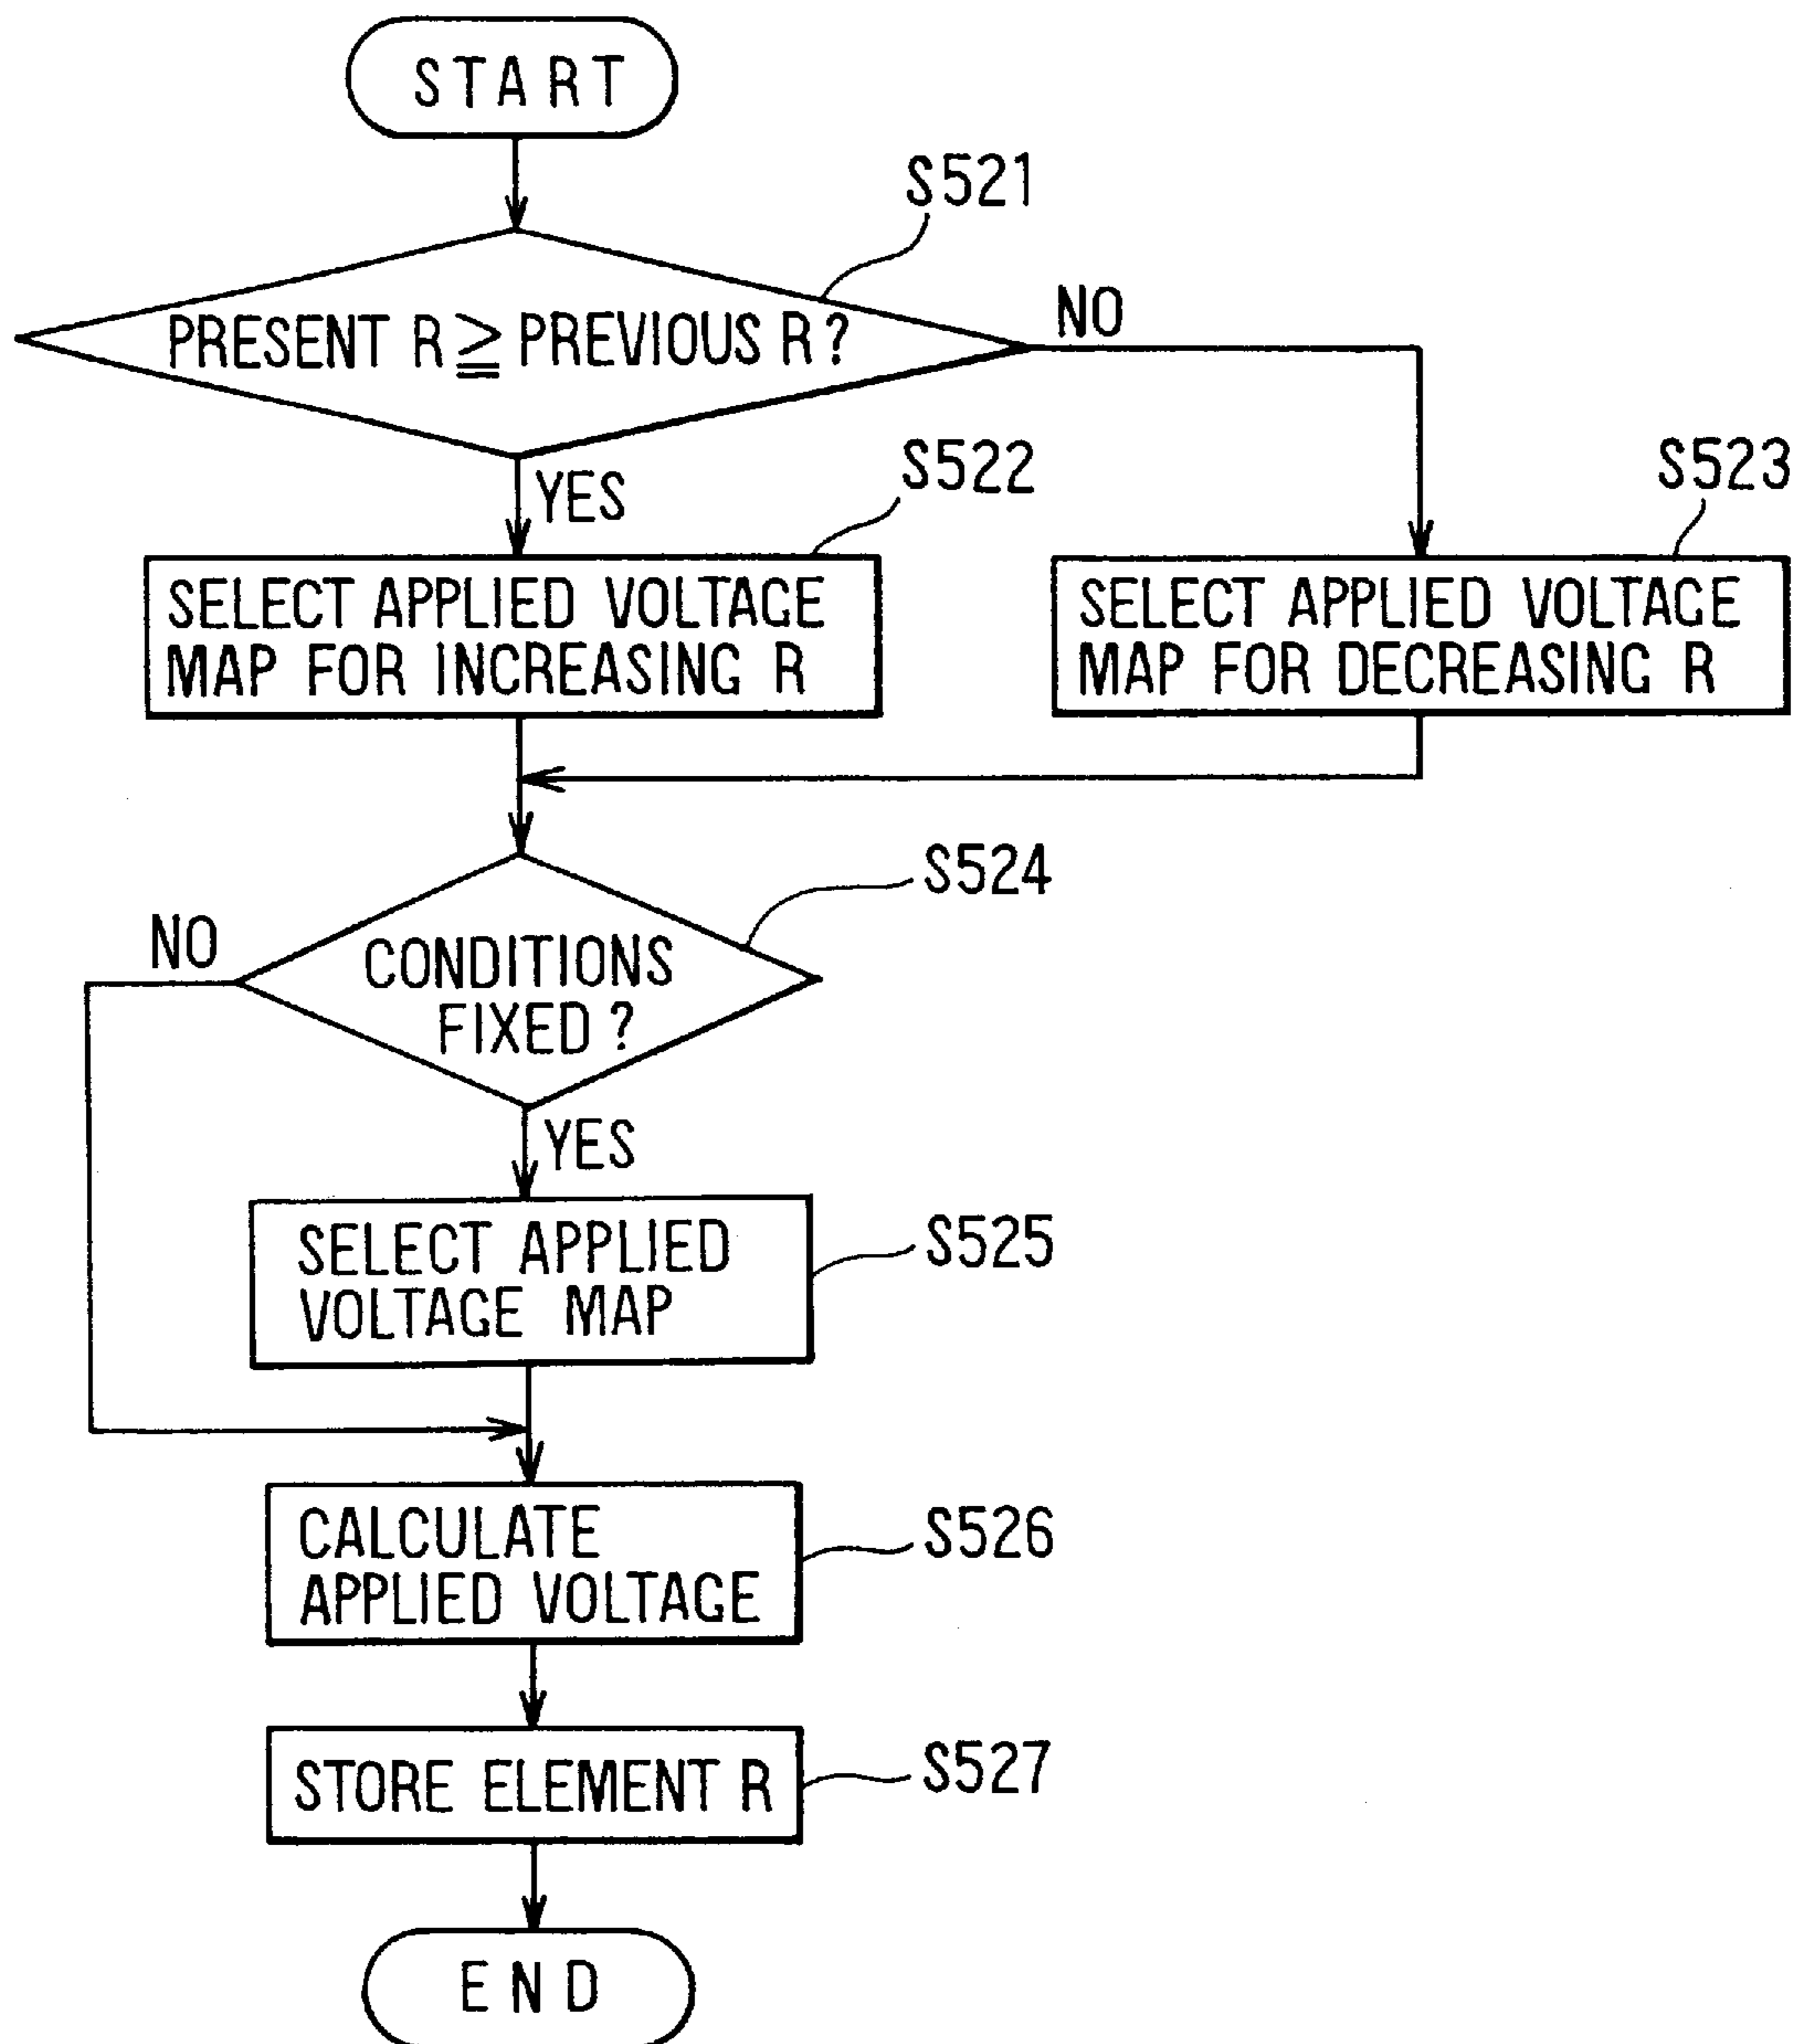 START
S521
PRESENT R ≧ PREVIOUS R?
NO
YES
S522
S523
SELECT APPLIED VOLTAGE
MAP FOR INCREASING R
SELECT APPLIED VOLTAGE
MAP FOR DECREASING R
S524
NO
CONDITIONS
FIXED?
YES
SELECT APPLIED
VOLTAGE MAP
S525
CALCULATE
APPLIED VOLTAGE
S526
STORE ELEMENT R
S527
END